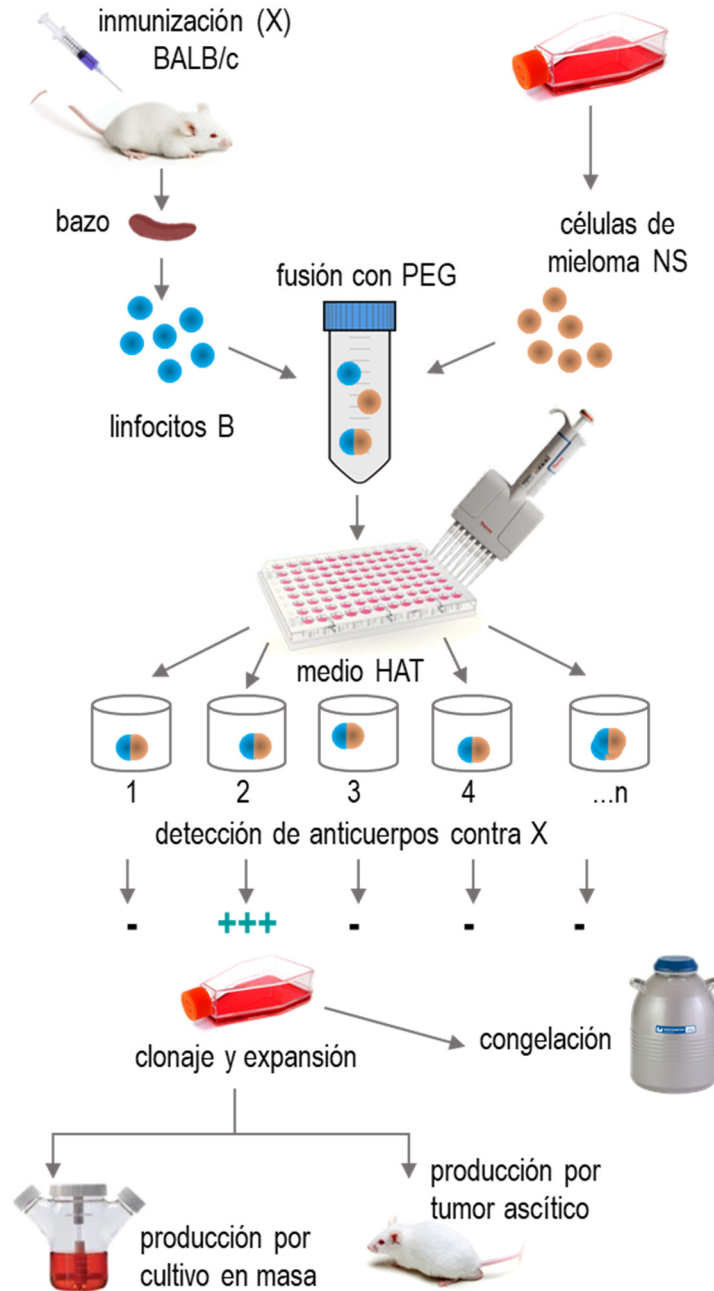 inmunización (X)
BALB/c
bazo
células de
mieloma NS
fusión con PEG
linfocitos B
medio HAT
1
2
3
4
...n
detección de anticuerpos contra X
-
+++
-
-
-
clonaje y expansión
congelación
producción por
cultivo en masa
producción por
tumor ascítico